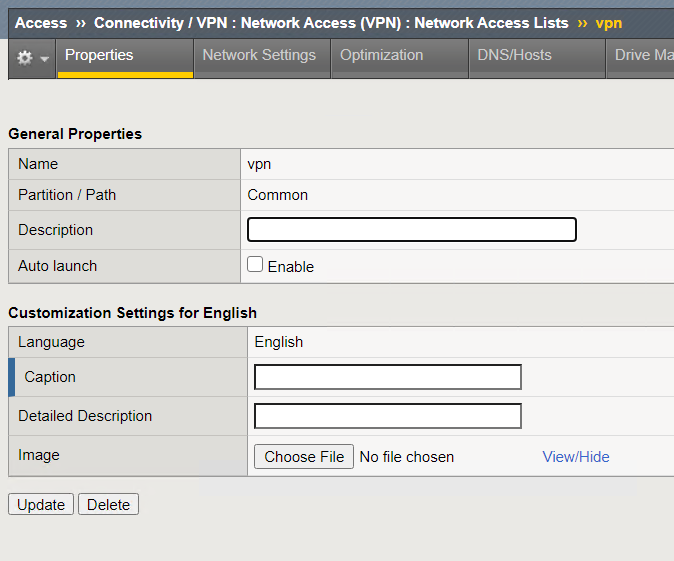 Access ›› Connectivity / VPN : Network Access (VPN) : Network Access Lists ›› vpn
Properties Network Settings Optimization DNS/Hosts Drive Ma
General Properties
Name vpn
Partition / Path Common
Description
Auto launch Enable
Customization Settings for English
Language English
Caption
Detailed Description
Image Choose File No file chosen View/Hide
Update Delete